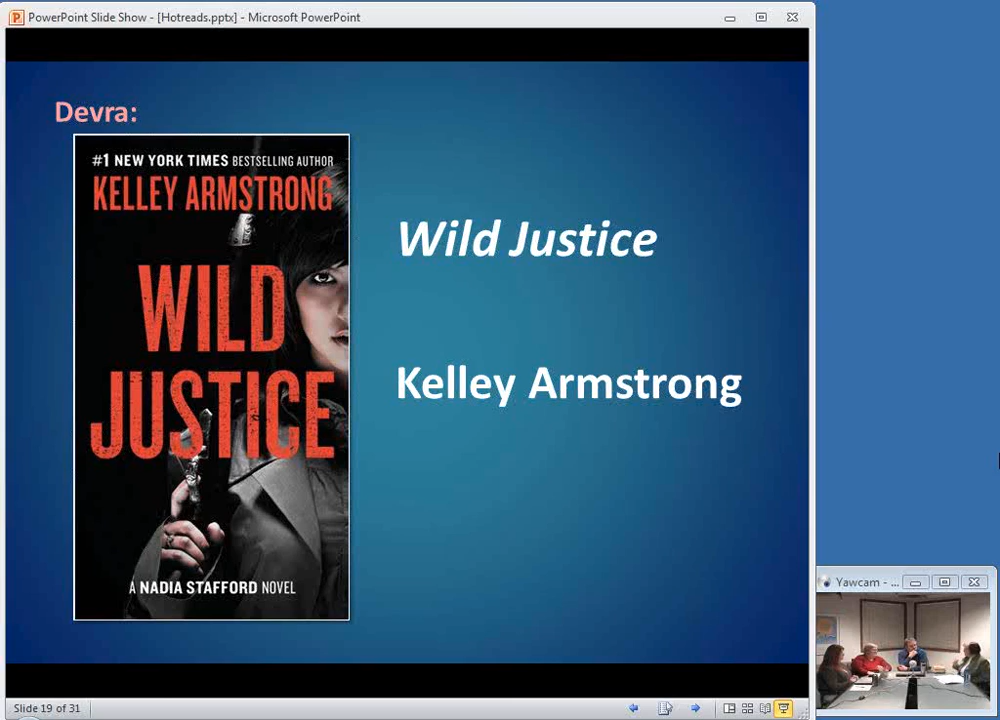 PowerPoint Slide Show - [Hotreads.pptx] - Microsoft PowerPoint
Devra:
#1 NEW YORK TIMES BESTSELLING AUTHOR
KELLEY ARMSTRONG
WILD
JUSTICE
A NADIA STAFFORD NOVEL
Wild Justice
Kelley Armstrong
Yawcam - ...
Slide 19 of 31